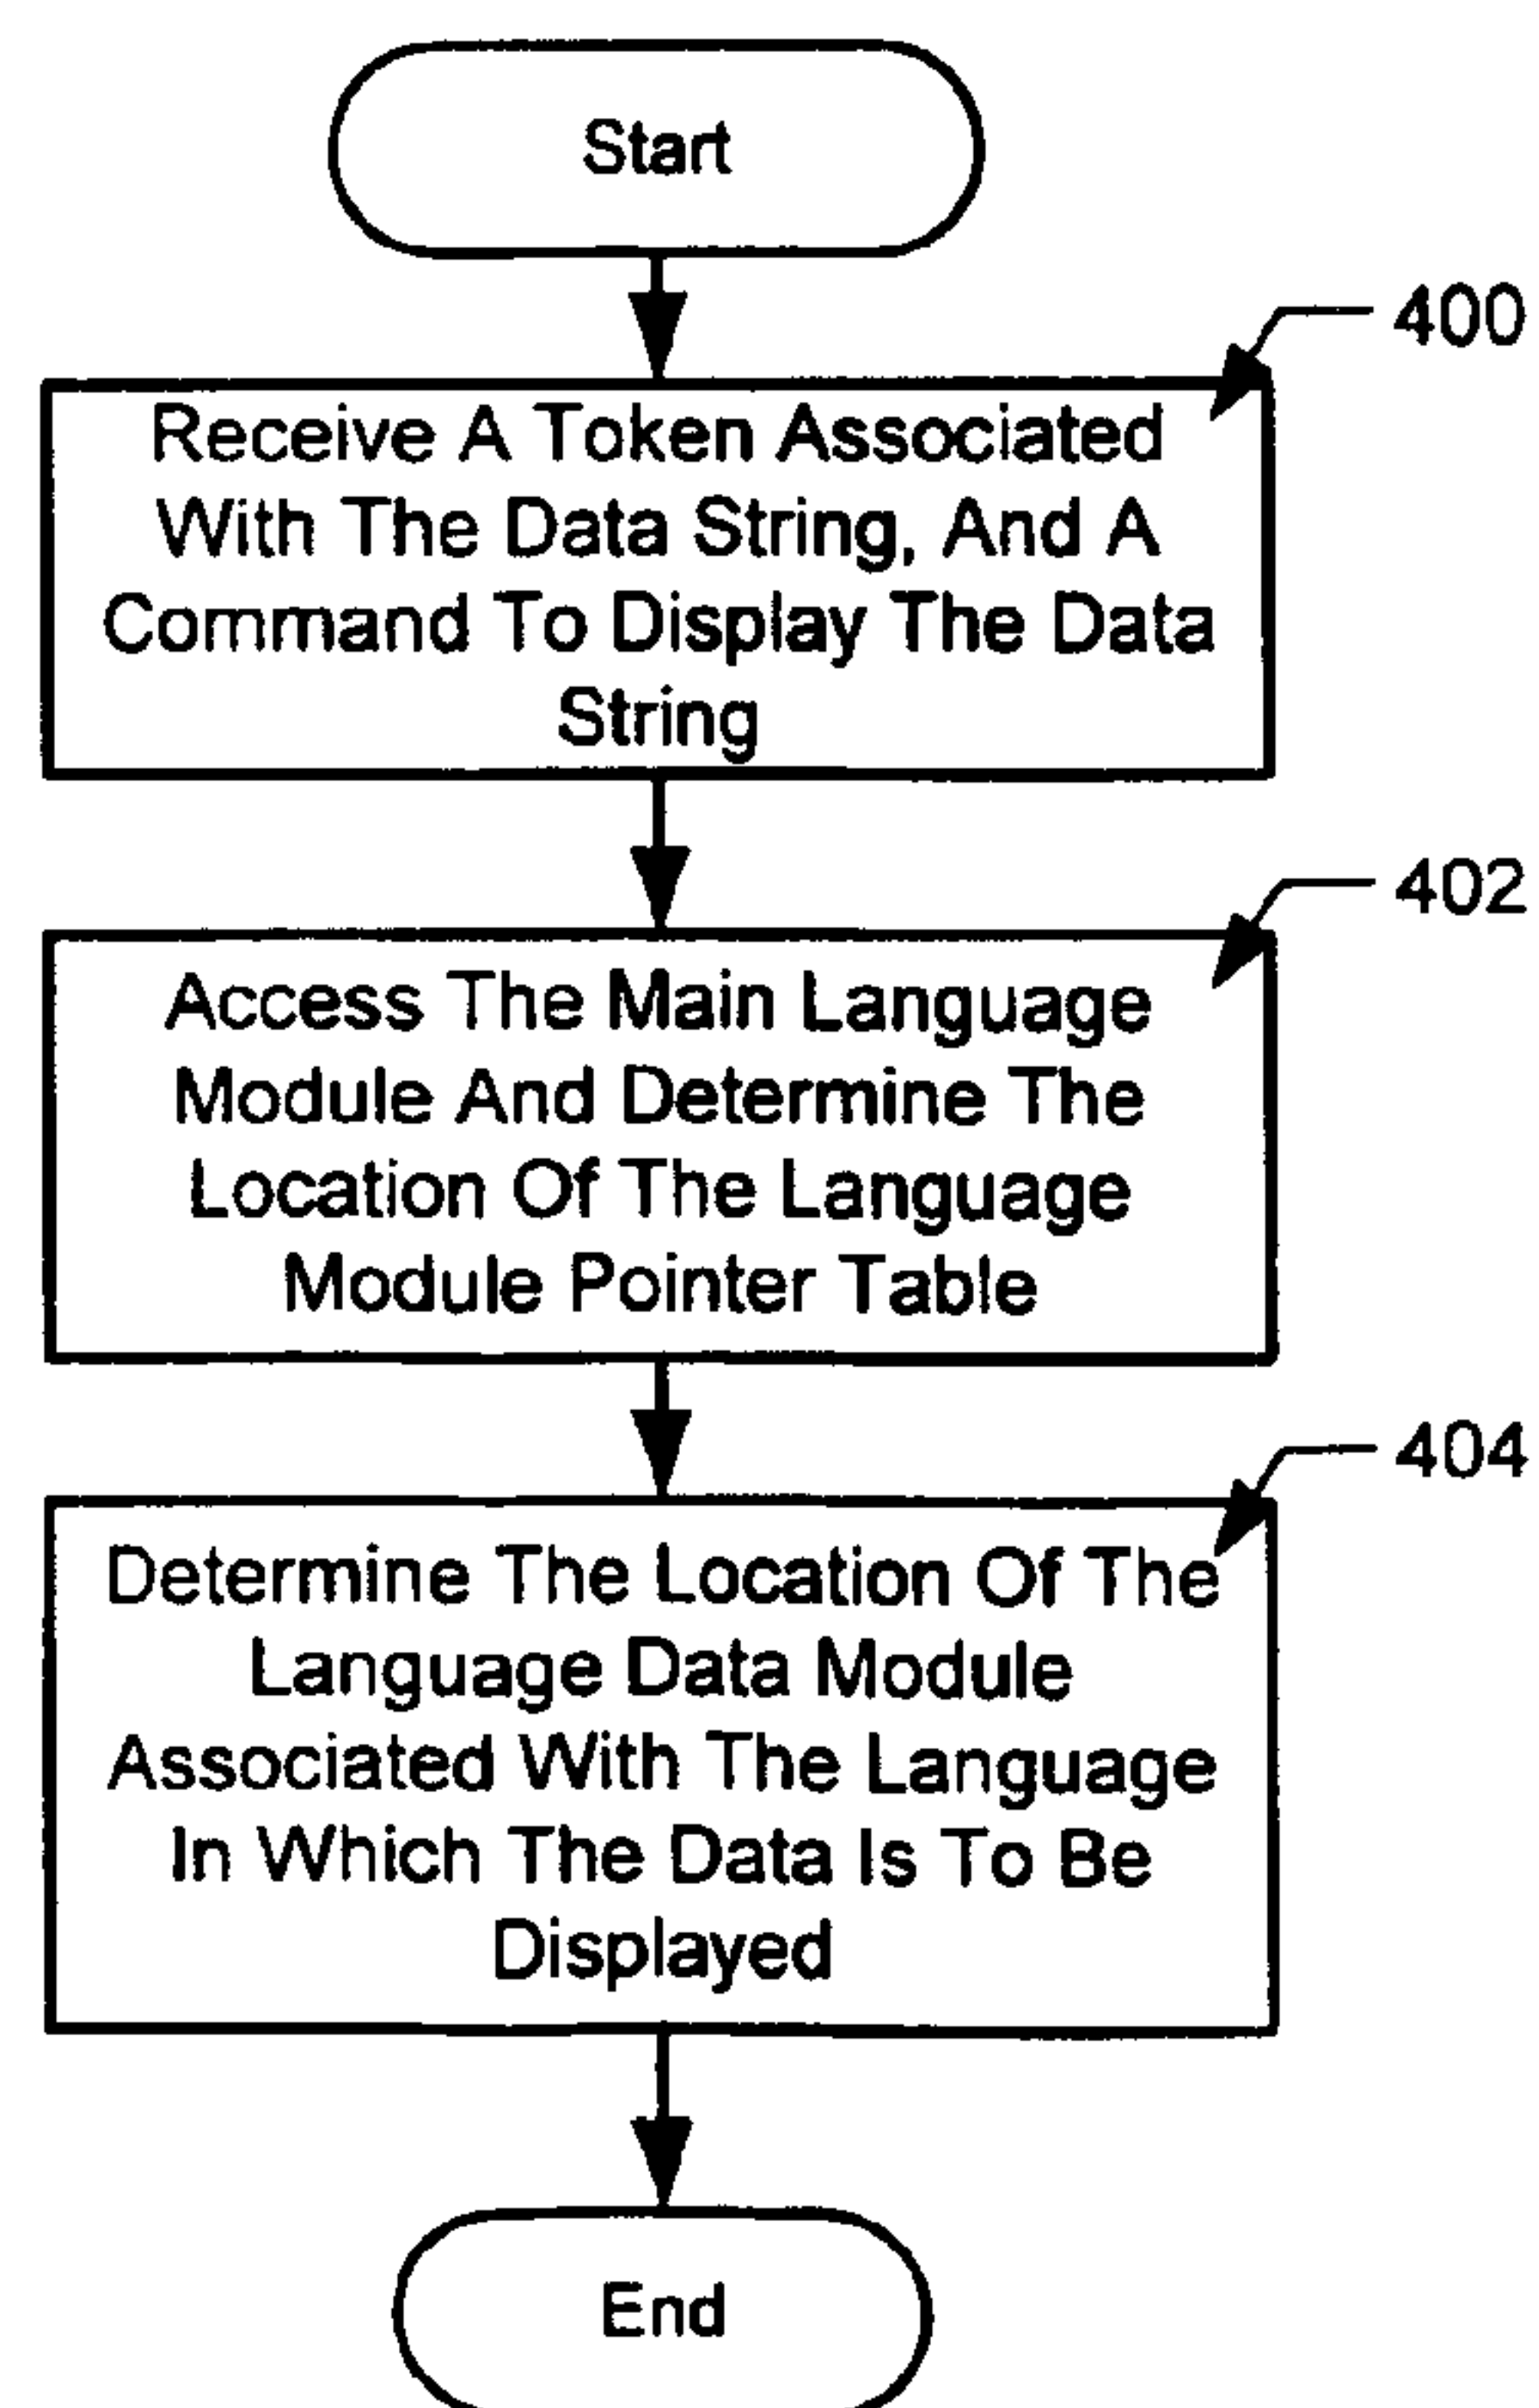 Start
400
Receive A Token Associated
With The Data String, And A
Command To Display The Data
String
402
Access The Main Language
Module And Determine The
Location Of The Language
Module Pointer Table
404
Determine The Location Of The
Language Data Module
Associated With The Language
In Which The Data Is To Be
Displayed
End